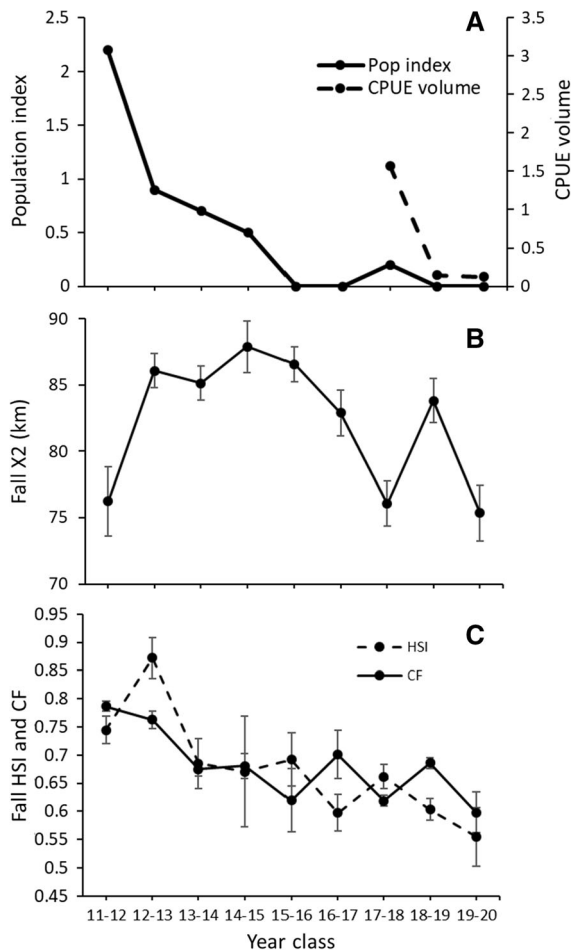 A
2.5
2
1.5
1
0.5
0
Population index
3.5
3
2.5
2
1.5
1
0.5
0
CPUE volume
Pop index
CPUE volume
B
90
85
80
75
70
Fall X2 (km)
C
0.95
0.9
0.85
0.8
0.75
0.7
0.65
0.6
0.55
0.5
0.45
Fall HSI and CF
HSI
CF
11-12 12-13 13-14 14-15 15-16 16-17 17-18 18-19 19-20
Year class